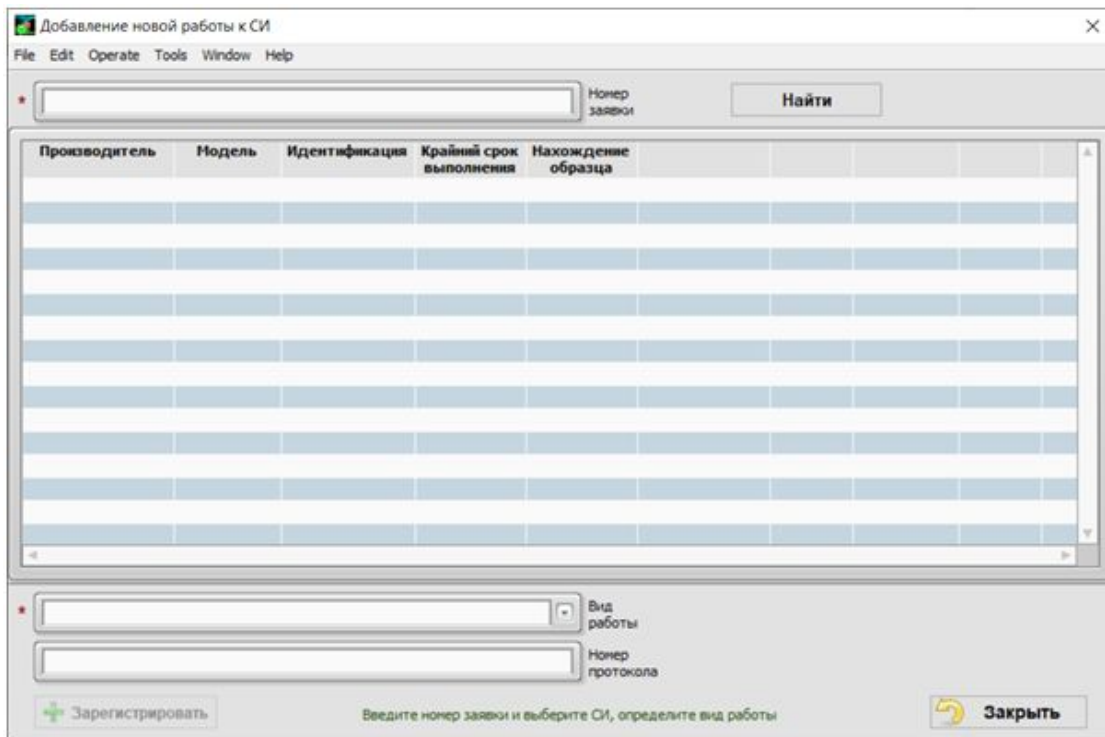 Добавление новой работы к СИ
File Edit Operate Tools Window Help
* Номер
заявки
Найти
Производитель Модель Идентификация Крайний срок Нахождение
выполнения образца
* Вид
работы
Номер
протокола
Зарегистрировать Введите номер заявки и выберите СИ, определите вид работы Закрыть